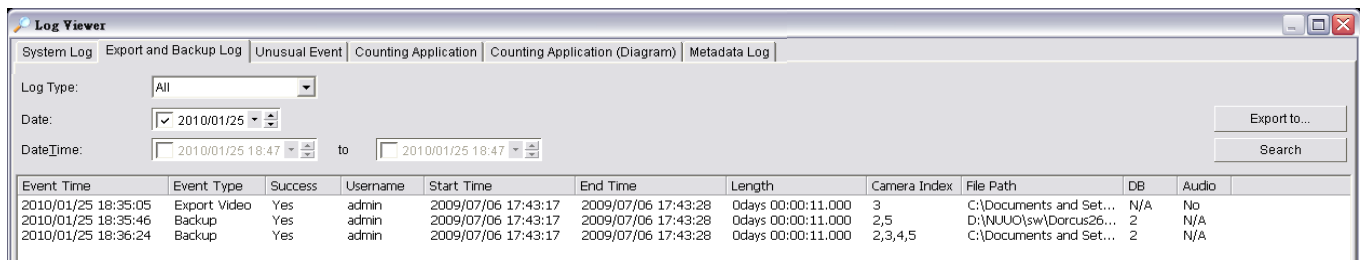 Log Viewer
System Log Export and Backup Log Unusual Event Counting Application Counting Application (Diagram) Metadata Log
Log Type: All
Date: 2010/01/25 Export to...
DateTime: 2010/01/25 18:47 to 2010/01/25 18:47 Search
Event Time Event Type Success Username Start Time End Time Length Camera Index File Path DB Audio
2010/01/25 18:35:05 Export Video Yes admin 2009/07/06 17:43:17 2009/07/06 17:43:28 0days 00:00:11.000 3 C:\Documents and Set... N/A No
2010/01/25 18:35:46 Backup Yes admin 2009/07/06 17:43:17 2009/07/06 17:43:28 0days 00:00:11.000 2,5 D:\NUUO\sw\Dorcus26... 2 N/A
2010/01/25 18:36:24 Backup Yes admin 2009/07/06 17:43:17 2009/07/06 17:43:28 0days 00:00:11.000 2,3,4,5 C:\Documents and Set... 2 N/A